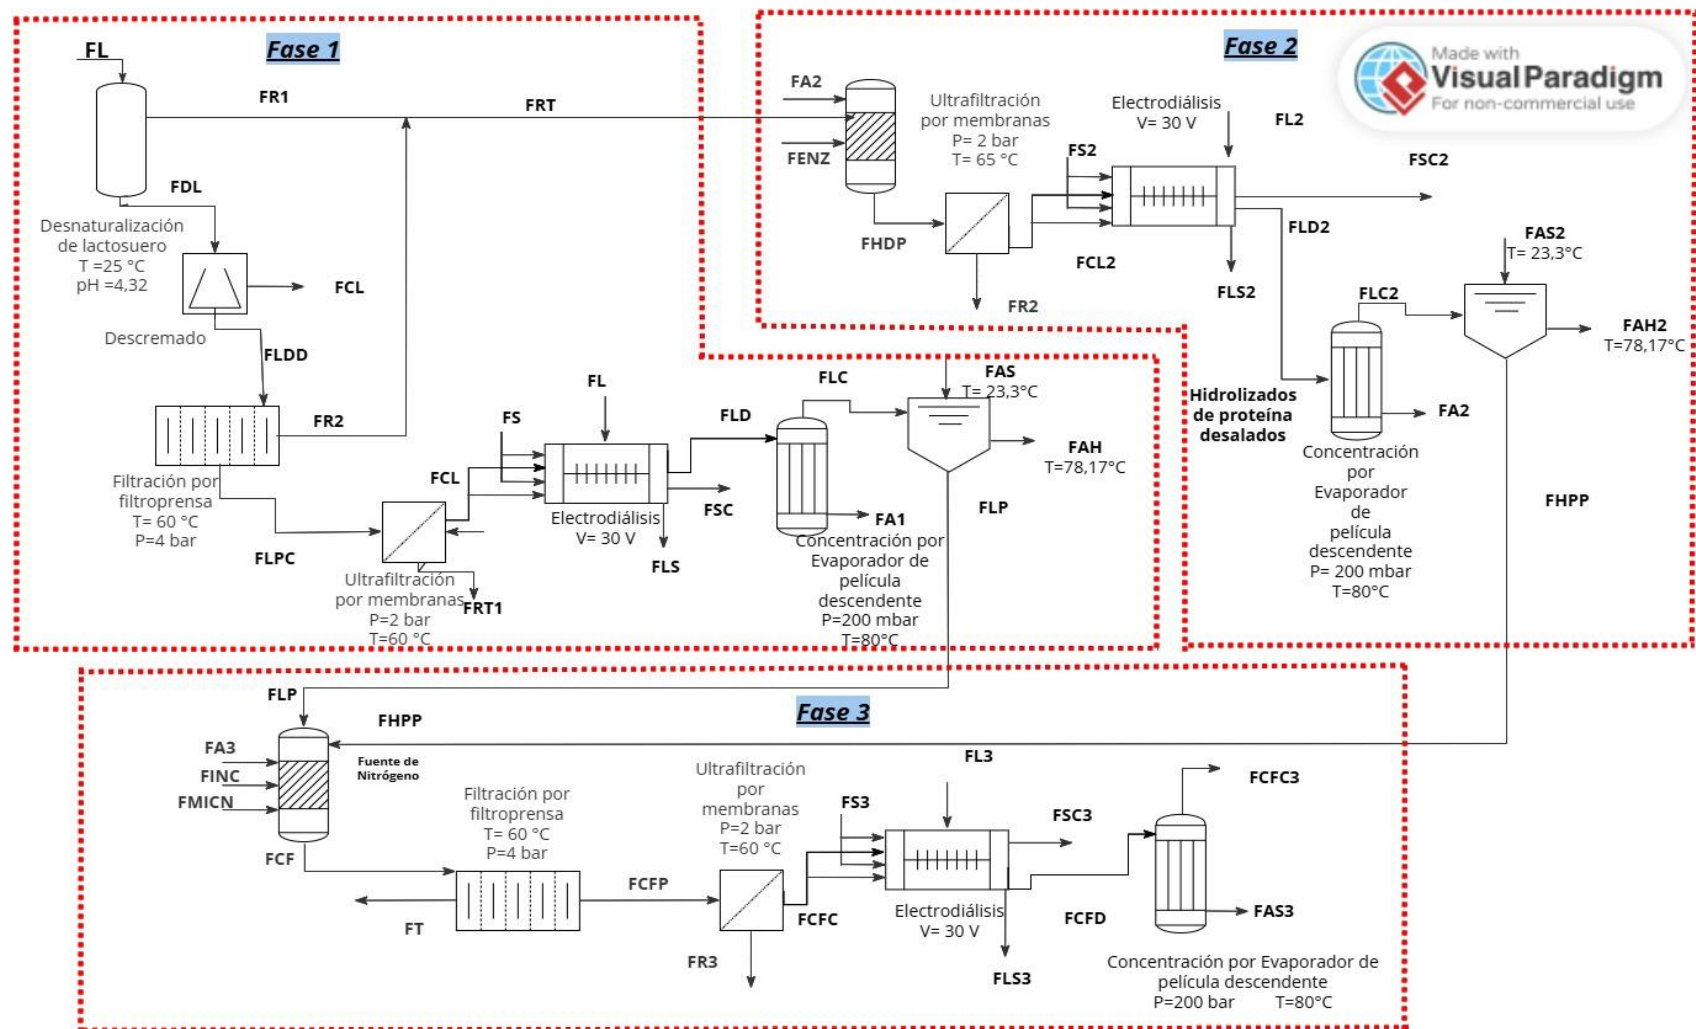 Fase 1
FL
FR1
FRT
FDL
Desnaturalización
de lactosuero
T =25 °C
pH =4,32
FCL
Descremado
FLDD
FR2
Filtración por
filtroprensa
T= 60 °C
P=4 bar
FLPC
Ultrafiltración
por membranas
P=2 bar
T=60 °C
FRT1
FCL
FS
FL
Electrodiálisis
V= 30 V
FLS
FSC
FLD
FA1
Concentración por
Evaporador de
película
descendente
P=200 mbar
T=80°C
FLC
FAS
T= 23,3°C
FAH
T=78,17°C
FLP
Fase 2
Made with
Visual Paradigm
For non-commercial use
FA2
FENZ
FHDP
Ultrafiltración
por membranas
P= 2 bar
T= 65 °C
FR2
FCL2
FS2
Electrodiálisis
V= 30 V
FL2
FSC2
FLD2
FLS2
Hidrolizados
de proteína
desalados
FLC2
FAS2
T= 23,3°C
FAH2
T=78,17°C
FA2
Concentración
por
Evaporador
de
película
descendente
P= 200 mbar
T=80°C
FHPP
Fase 3
FLP
FHPP
FA3
FINC
FMICN
Fuente de
Nitrógeno
FCF
Filtración por
filtroprensa
T= 60 °C
P=4 bar
FT
FCFP
Ultrafiltración
por
membranas
P=2 bar
T=60 °C
FR3
FCFC
FS3
FL3
Electrodiálisis
V= 30 V
FSC3
FLS3
FCFD
FCFC3
FAS3
Concentración por Evaporador de
película descendente
P=200 bar T=80°C